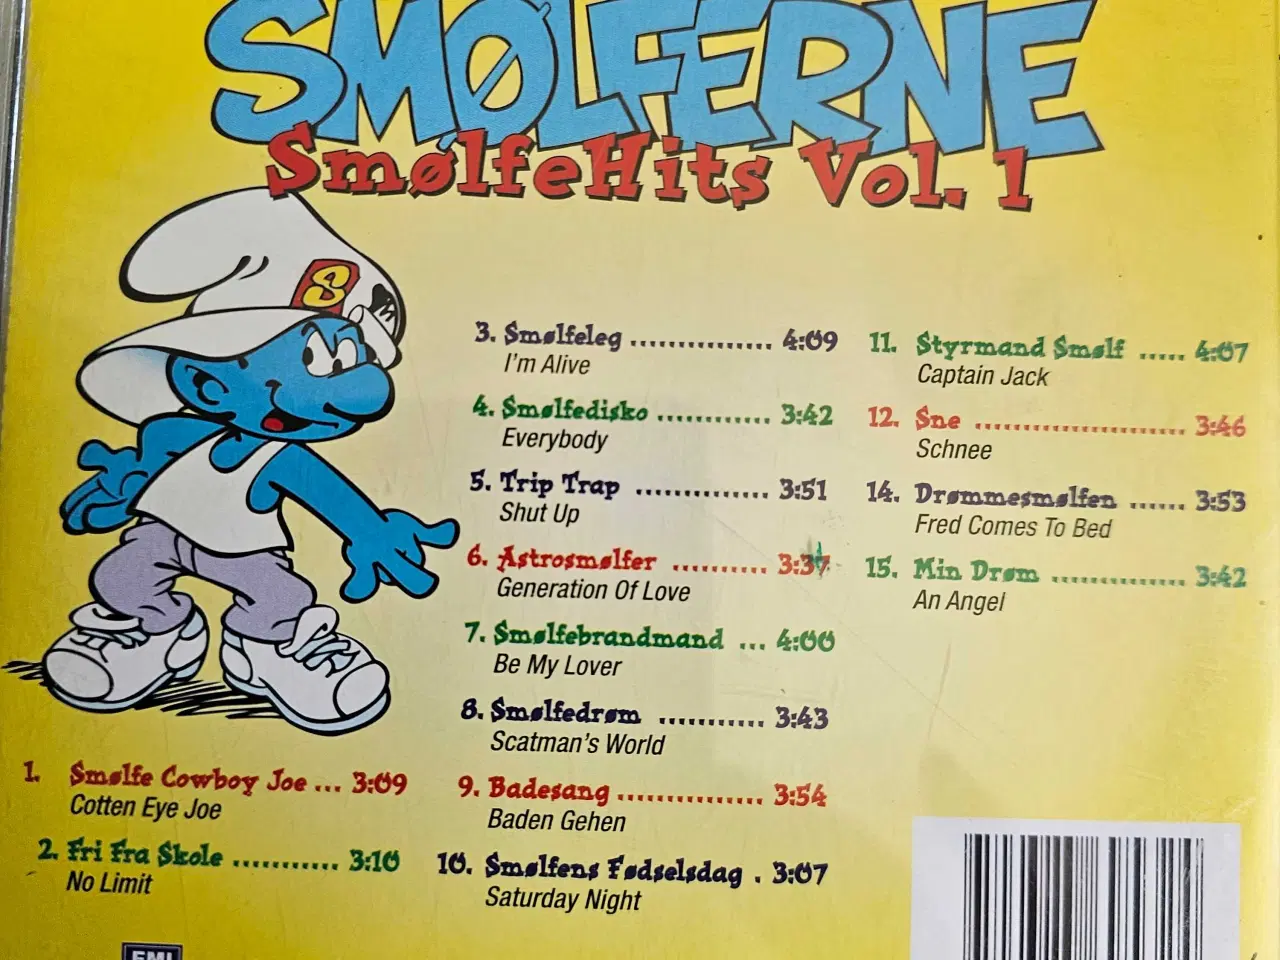 SMØLFERNE
SmølfeHits Vol. 1
S
3. Smølfeleg ............... 4:09
I'm Alive
4. Smølfedisko ............ 3:42
Everybody
5. Trip Trap .............. 3:51
Shut Up
6. Astrosmølfer .......... 3:37
Generation Of Love
7. Smølfebrandmand ... 4:00
Be My Lover
8. Smølfedrøm ........... 3:43
Scatman's World
9. Badesang ............... 3:54
Baden Gehen
10. Smølfens Fødselsdag . 3:07
Saturday Night
11. Styrmand Smølf ..... 4:07
Captain Jack
12. Sne ....................... 3:46
Schnee
14. Drømmesmølfen ...... 3:53
Fred Comes To Bed
15. Min Drøm .............. 3:42
An Angel
1. Smølfe Cowboy Joe ... 3:09
Cotten Eye Joe
2. Fri Fra Skole ........... 3:10
No Limit
EMI